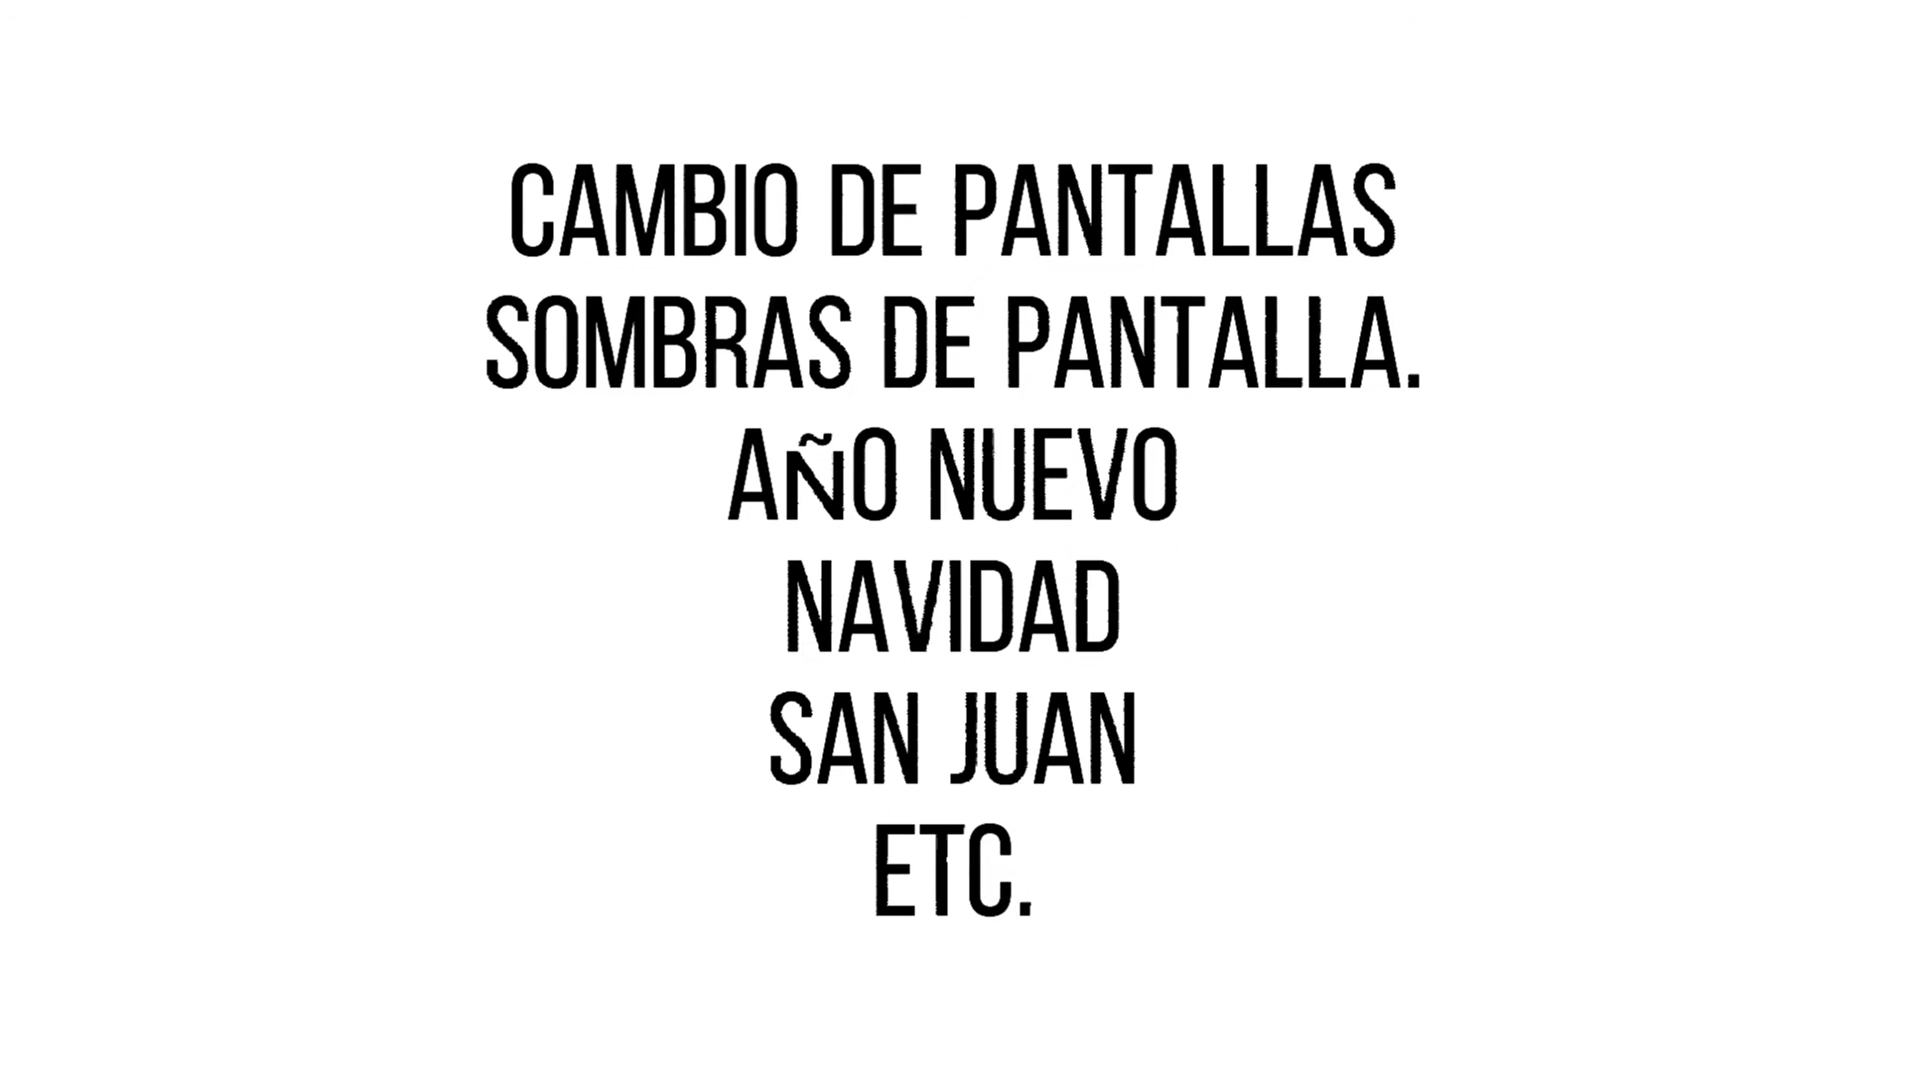 CAMBIO DE PANTALLAS
SOMBRAS DE PANTALLA.
AÑO NUEVO
NAVIDAD
SAN JUAN
ETC.